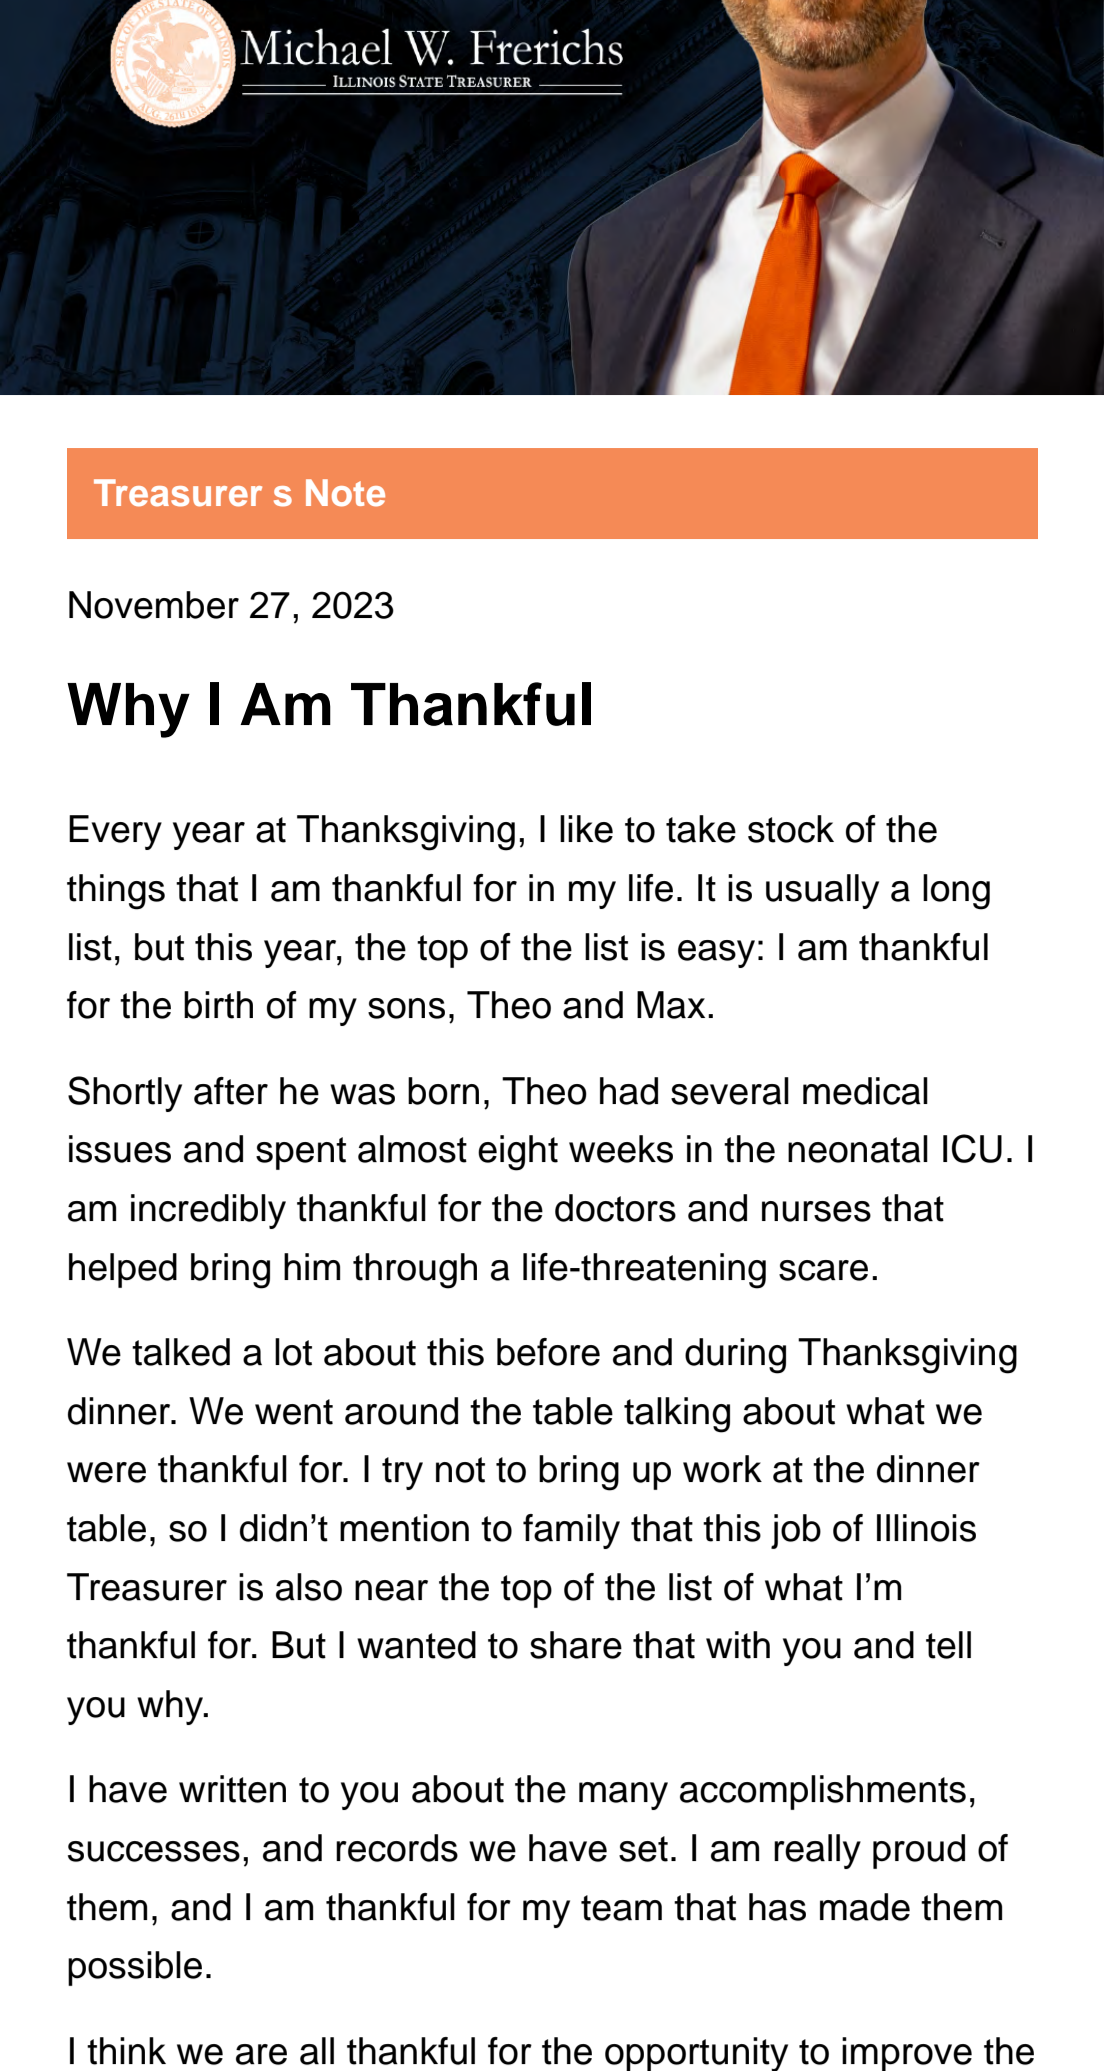 SEAL OF THE STATE OF ILLINOIS
AUG. 26TH 1818
Michael W. Frerichs
ILLINOIS STATE TREASURER
Treasurer s Note
November 27, 2023
Why I Am Thankful
Every year at Thanksgiving, I like to take stock of the
things that I am thankful for in my life. It is usually a long
list, but this year, the top of the list is easy: I am thankful
for the birth of my sons, Theo and Max.
Shortly after he was born, Theo had several medical
issues and spent almost eight weeks in the neonatal ICU. I
am incredibly thankful for the doctors and nurses that
helped bring him through a life-threatening scare.
We talked a lot about this before and during Thanksgiving
dinner. We went around the table talking about what we
were thankful for. I try not to bring up work at the dinner
table, so I didn’t mention to family that this job of Illinois
Treasurer is also near the top of the list of what I’m
thankful for. But I wanted to share that with you and tell
you why.
I have written to you about the many accomplishments,
successes, and records we have set. I am really proud of
them, and I am thankful for my team that has made them
possible.
I think we are all thankful for the opportunity to improve the